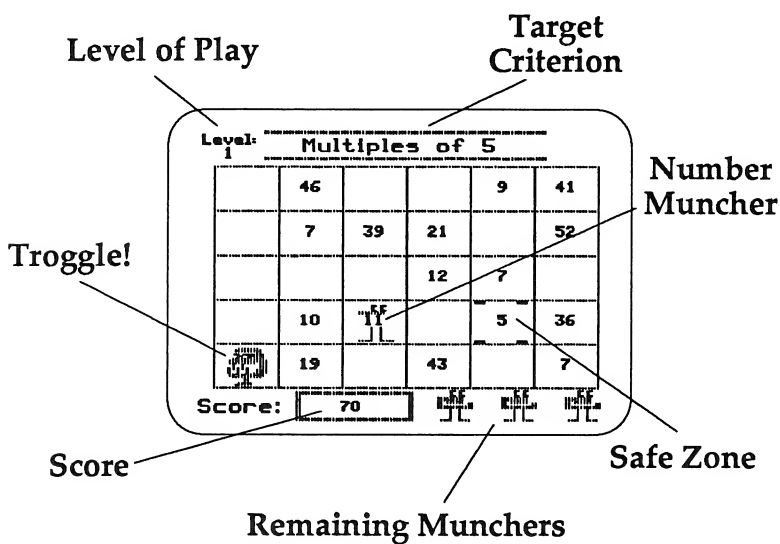 Level of Play
Target
Criterion
Level:
1
Multiples of 5
Number
Muncher
46 9 41
7 39 21 52
Troggle!
12 7
10 11 5 36
19 43 7
Score: 70
Score
Safe Zone
Remaining Munchers